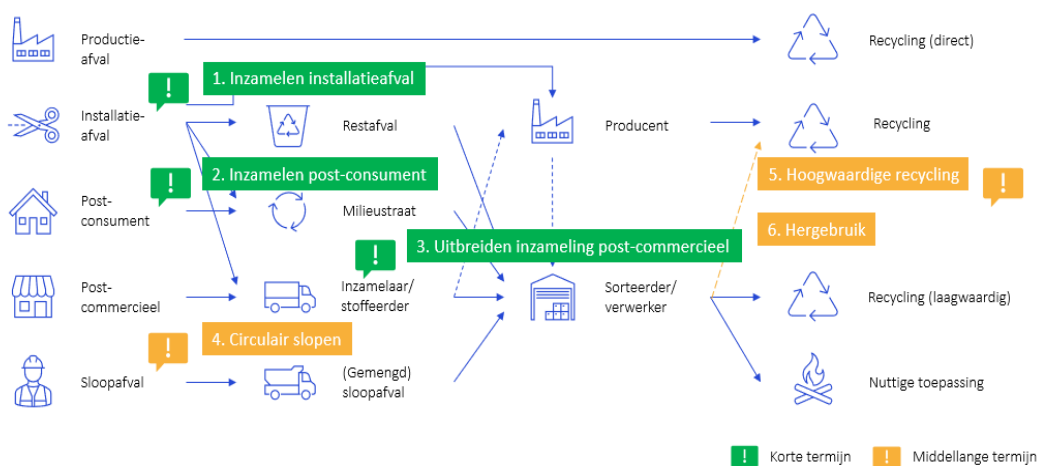 Productie-
afval
Recycling (direct)
1. Inzamelen installatieafval
Installatie-
afval
Restafval
Producent
Recycling
2. Inzamelen post-consument
5. Hoogwaardige recycling
Post-
consument
Milieustraat
6. Hergebruik
3. Uitbreiden inzameling post-commercieel
Post-
commercieel
Inzamelaar/
stoffeerder
Sorteerder/
verwerker
Recycling (laagwaardig)
4. Circulair slopen
Sloopafval
(Gemengd)
sloopafval
Nuttige toepassing
Korte termijn
Middellange termijn